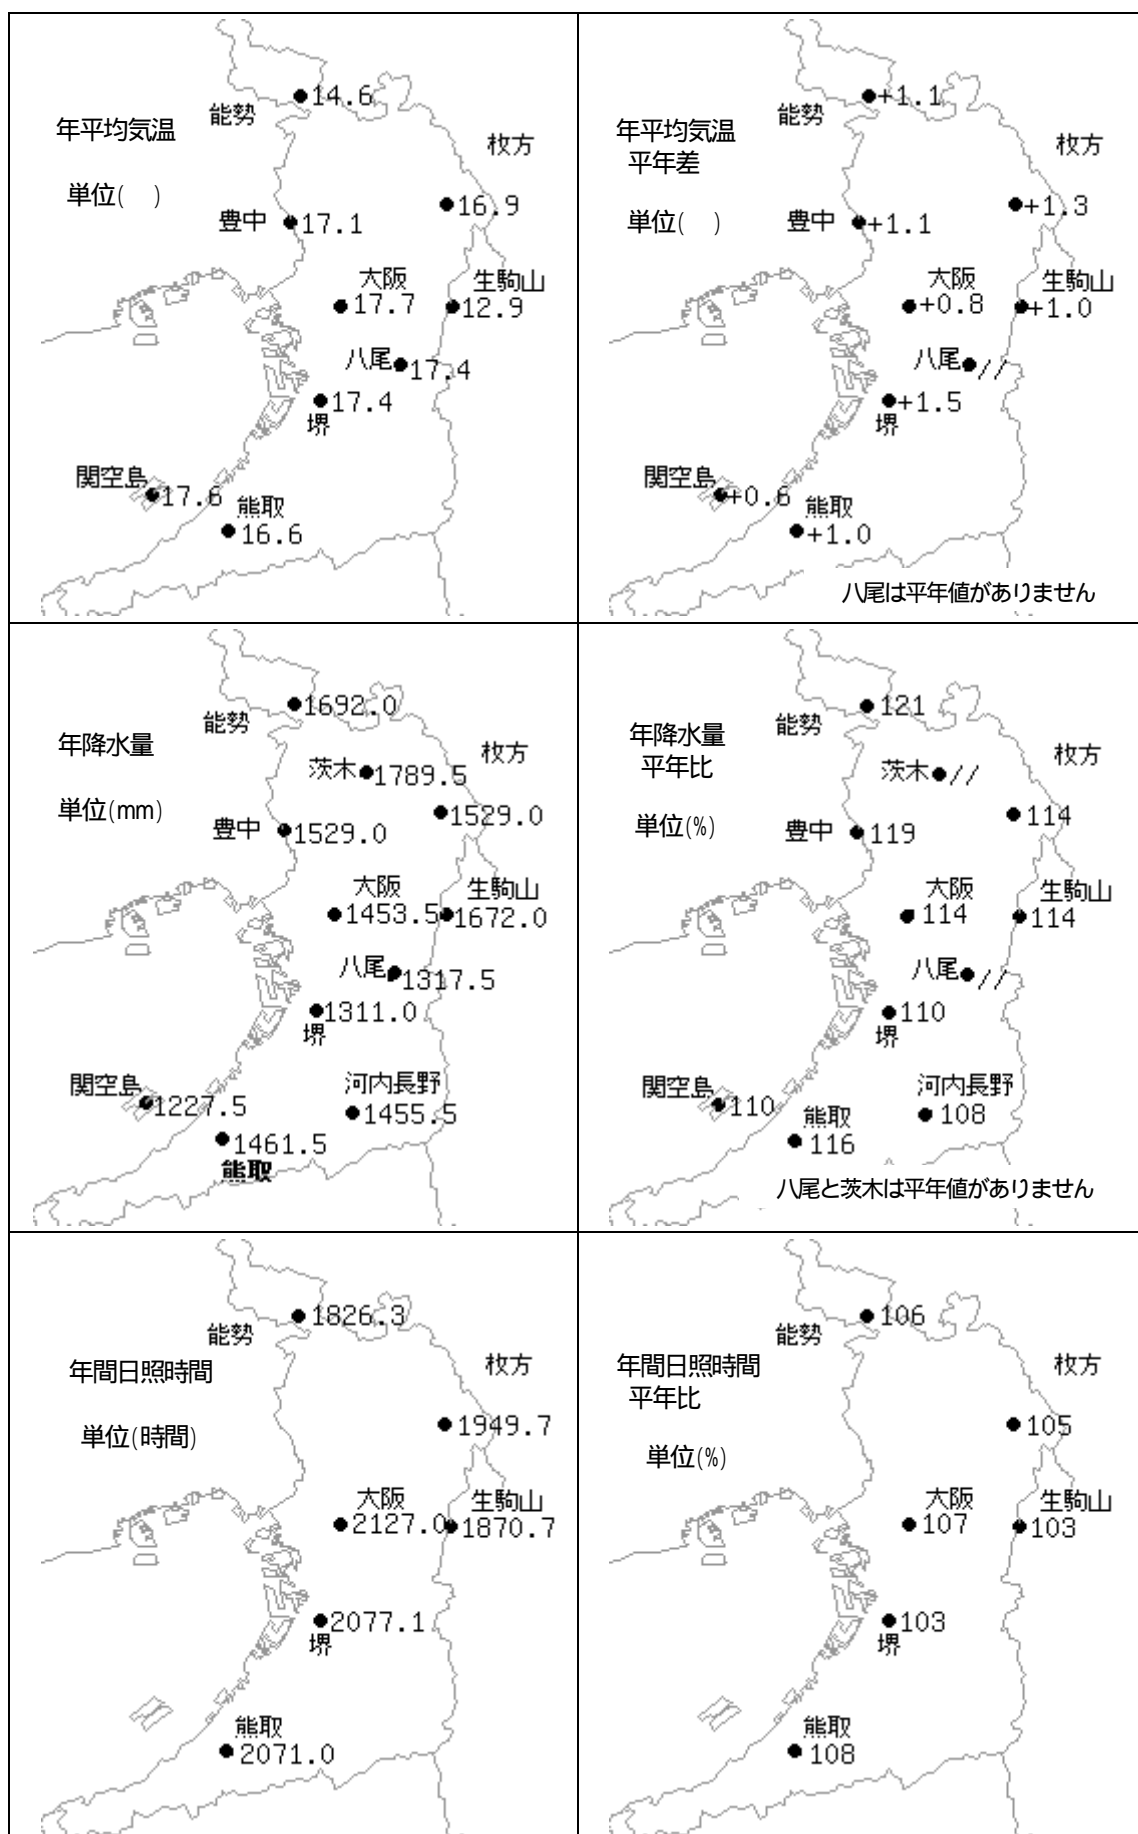 能勢
14.6
年平均気温
枚方
単位( )
16.9
豊中
17.1
大阪
17.7
生駒山
12.9
八尾
17.4
17.4
堺
関空島
17.6
熊取
16.6
能勢
+1.1
年平均気温
平年差
枚方
単位( )
+1.3
豊中
+1.1
大阪
+0.8
生駒山
+1.0
八尾
//
+1.5
堺
関空島
+0.6
熊取
+1.0
八尾は平年値がありません
能勢
1692.0
年降水量
枚方
茨木
1789.5
単位(mm)
1529.0
豊中
1529.0
大阪
1453.5
生駒山
1672.0
八尾
1317.5
1311.0
堺
関空島
1227.5
河内長野
1455.5
1461.5
熊取
能勢
121
年降水量
平年比
枚方
茨木
//
単位(%)
114
豊中
119
大阪
114
生駒山
114
八尾
//
110
堺
関空島
110
河内長野
108
熊取
116
八尾と茨木は平年値がありません
能勢
1826.3
年間日照時間
枚方
単位(時間)
1949.7
大阪
2127.0
生駒山
1870.7
2077.1
堺
熊取
2071.0
能勢
106
年間日照時間
平年比
枚方
単位(%)
105
大阪
107
生駒山
103
103
堺
熊取
108